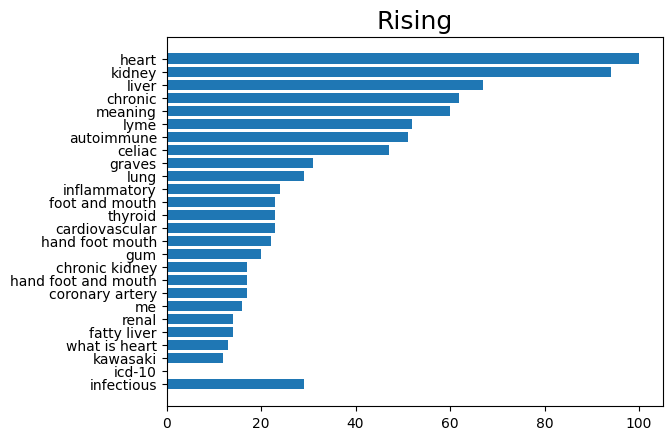 Rising
heart
kidney
liver
chronic
meaning
lyme
autoimmune
celiac
graves
lung
inflammatory
foot and mouth
thyroid
cardiovascular
hand foot mouth
gum
chronic kidney
hand foot and mouth
coronary artery
me
renal
fatty liver
what is heart
kawasaki
icd-10
infectious
0 20 40 60 80 100